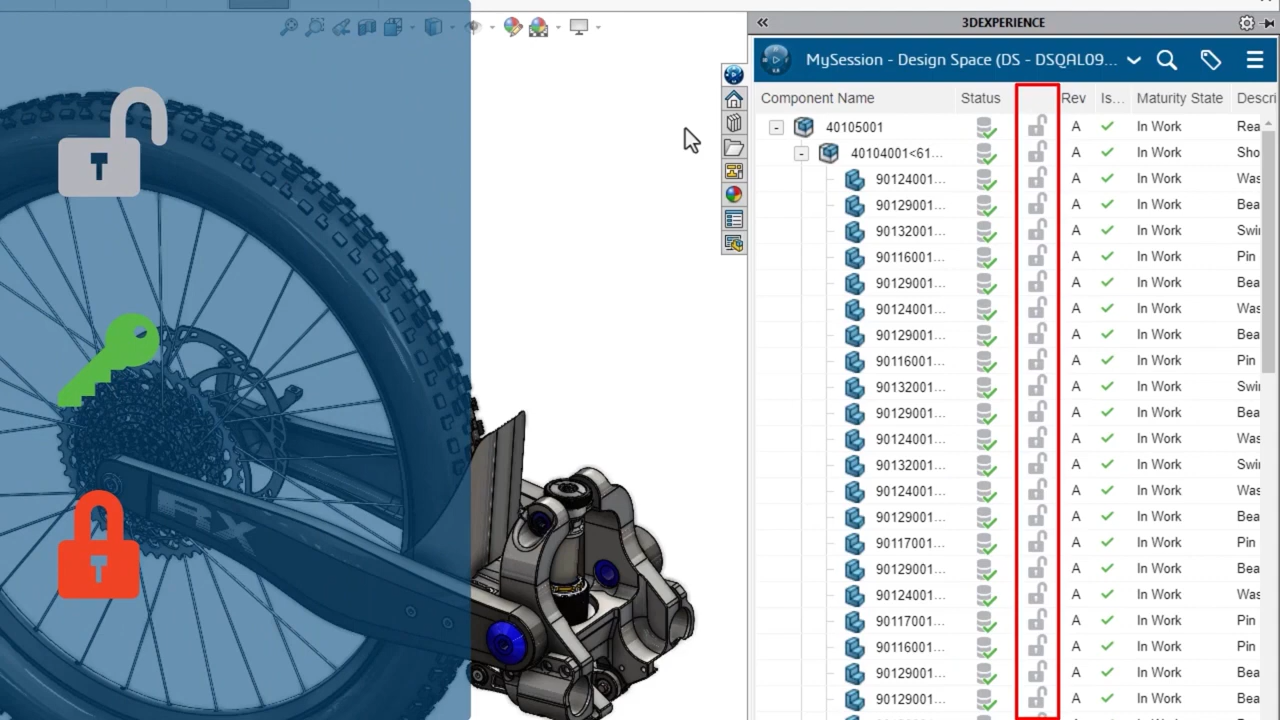 3DEXPERIENCE
MySession - Design Space (DS - DSQAL09...
Component Name Status Rev Is... Maturity State Descri
40105001 A In Work Rea
40104001<61... A In Work Sho
90124001... A In Work Was
90129001... A In Work Bea
90132001... A In Work Swi
90116001... A In Work Pin
90129001... A In Work Bea
90124001... A In Work Was
90129001... A In Work Bea
90116001... A In Work Pin
90132001... A In Work Swi
90129001... A In Work Bea
90124001... A In Work Was
90132001... A In Work Swi
90124001... A In Work Was
90129001... A In Work Bea
90117001... A In Work Pin
90129001... A In Work Bea
90124001... A In Work Was
90117001... A In Work Pin
90116001... A In Work Pin
90129001... A In Work Bea
90129001... A In Work Bea
RX